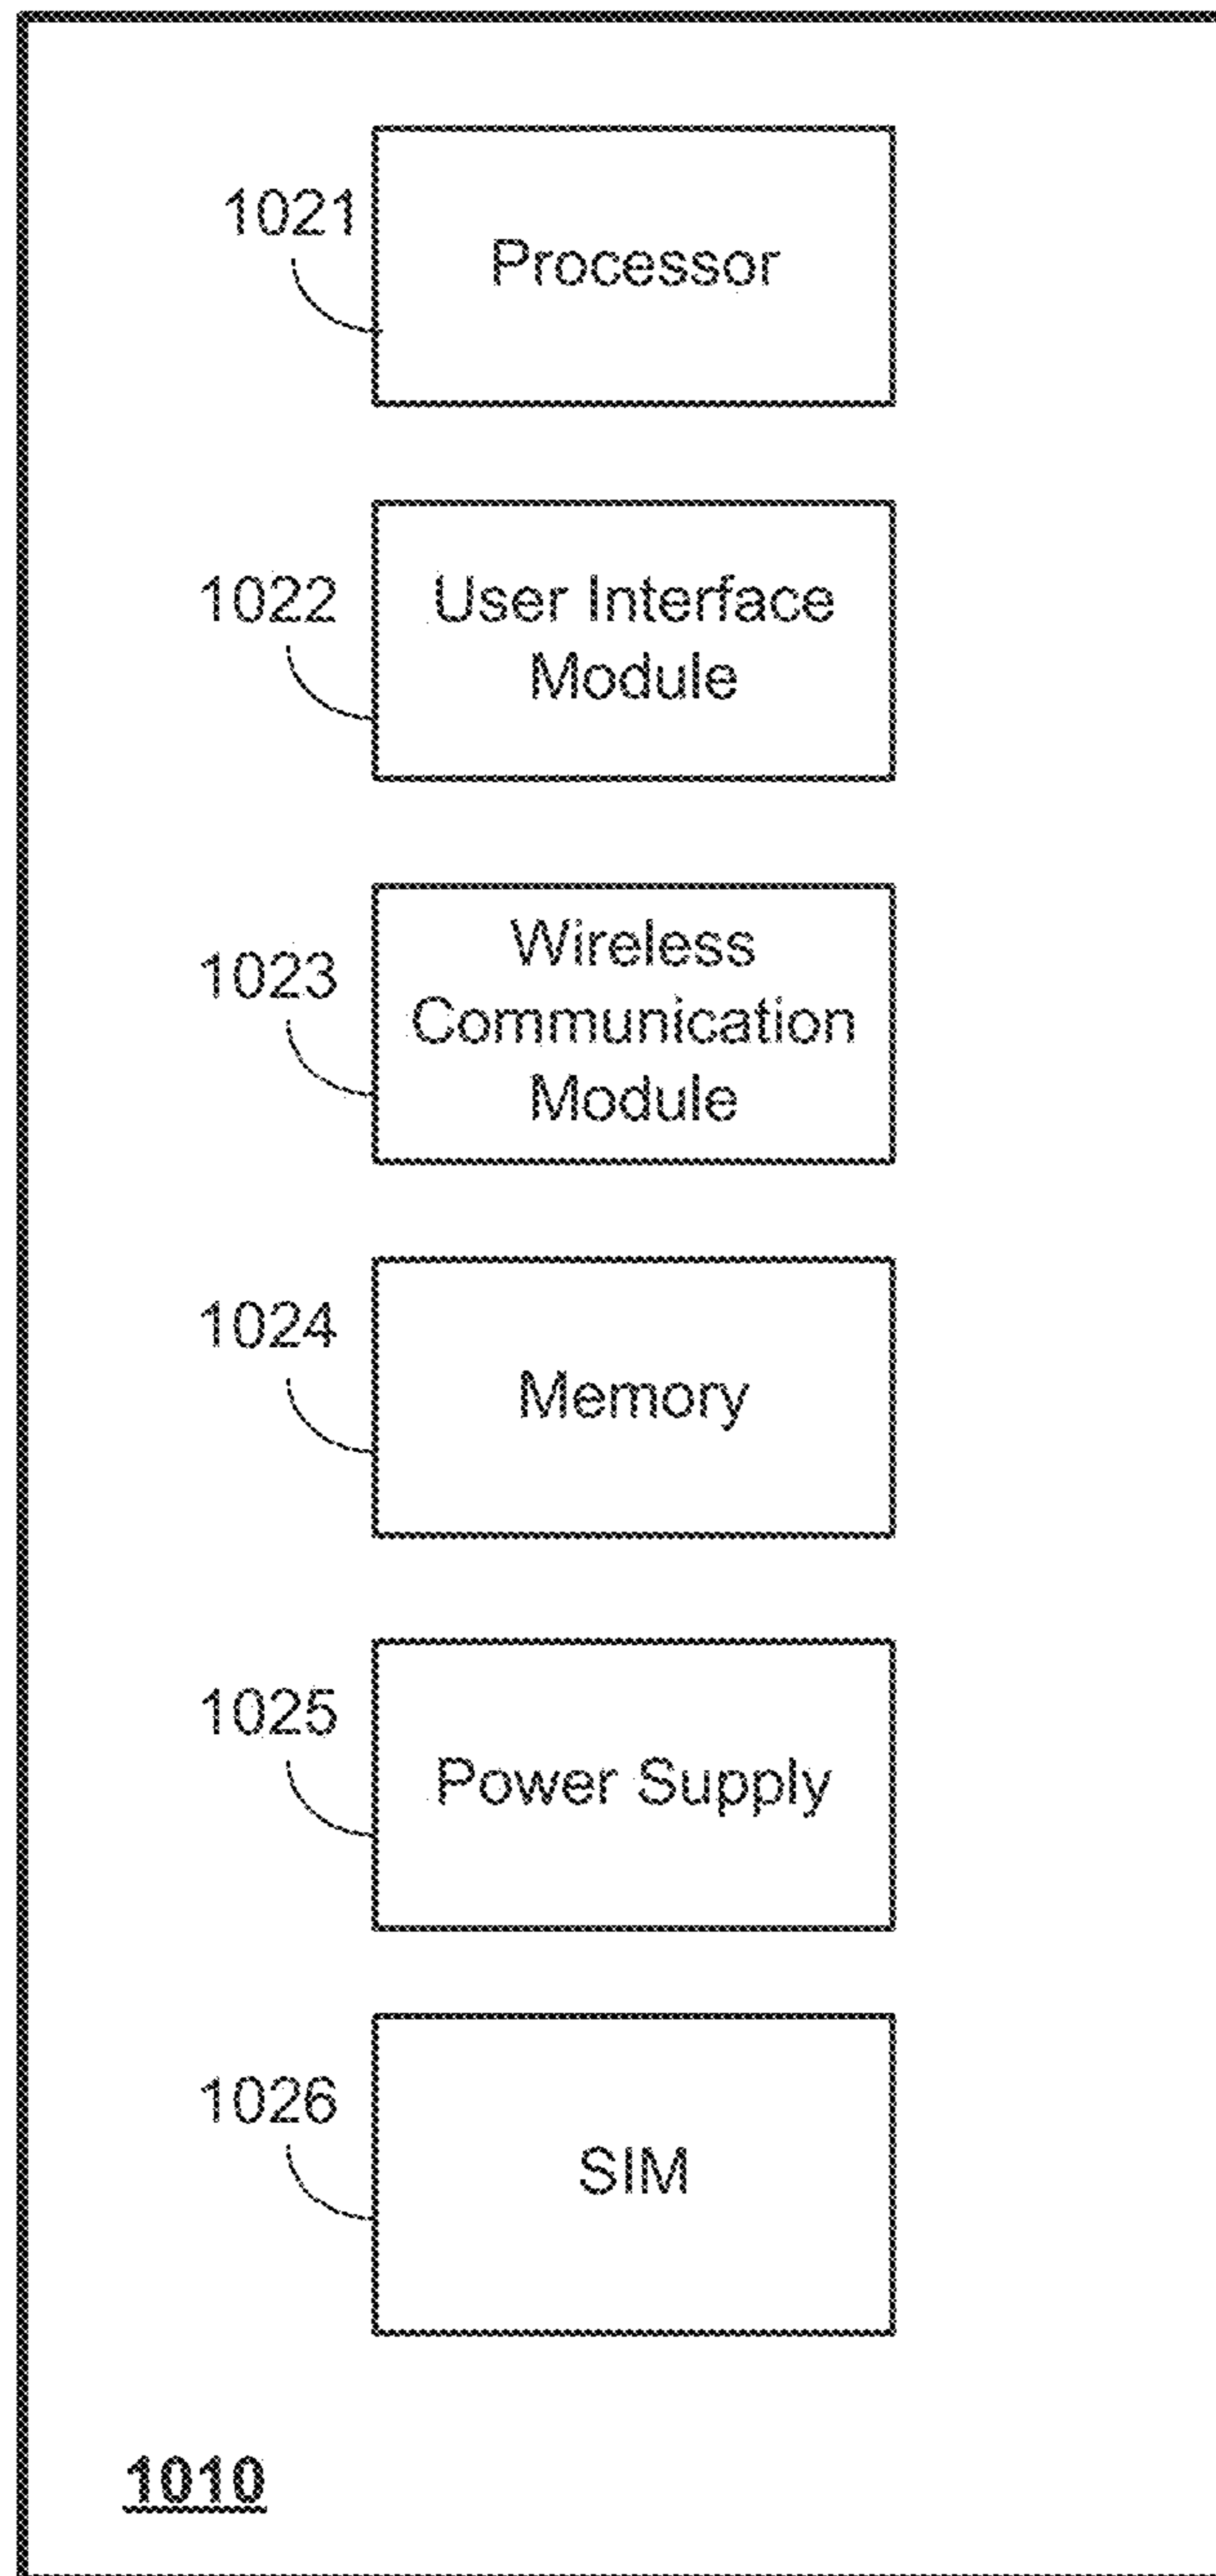 1021
Processor
1022
User Interface
Module
1023
Wireless
Communication
Module
1024
Memory
1025
Power Supply
1026
SIM
1010